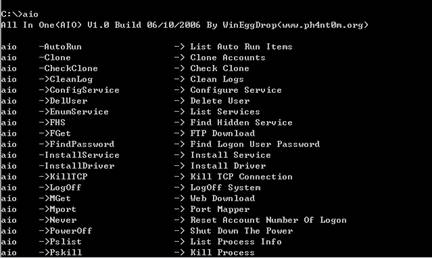 C:\>aio
All In One(AIO) V1.0 Build 06/10/2006 By WinEggDrop(www.ph4nt0m.org)
aio -AutoRun -> List Auto Run Items
aio -Clone -> Clone Accounts
aio -CheckClone -> Check Clone
aio ->CleanLog -> Clean Logs
aio ->ConfigService -> Configure Service
aio ->DelUser -> Delete User
aio ->EnumService -> List Services
aio ->FHS -> Find Hidden Service
aio ->FGet -> FTP Download
aio ->FindPassword -> Find Logon User Password
aio -InstallService -> Install Service
aio -InstallDriver -> Install Driver
aio ->KillTCP -> Kill TCP Connection
aio ->LogOff -> LogOff System
aio ->MGet -> Web Download
aio ->Mport -> Port Mapper
aio ->Never -> Reset Account Number Of Logon
aio ->PowerOff -> Shut Down The Power
aio ->Pslist -> List Process Info
aio ->Pskill -> Kill Process